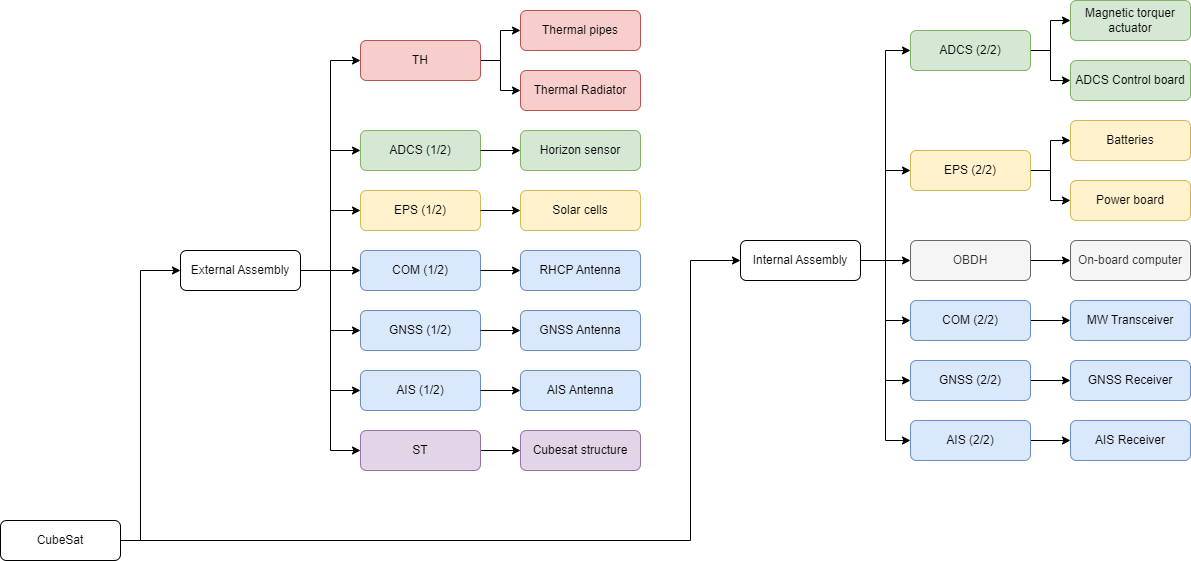 CubeSat
External Assembly
TH
Thermal pipes
Thermal Radiator
ADCS (1/2)
Horizon sensor
EPS (1/2)
Solar cells
COM (1/2)
RHCP Antenna
GNSS (1/2)
GNSS Antenna
AIS (1/2)
AIS Antenna
ST
Cubesat structure
Internal Assembly
ADCS (2/2)
Magnetic torquer
actuator
ADCS Control board
EPS (2/2)
Batteries
Power board
OBDH
On-board computer
COM (2/2)
MW Transceiver
GNSS (2/2)
GNSS Receiver
AIS (2/2)
AIS Receiver